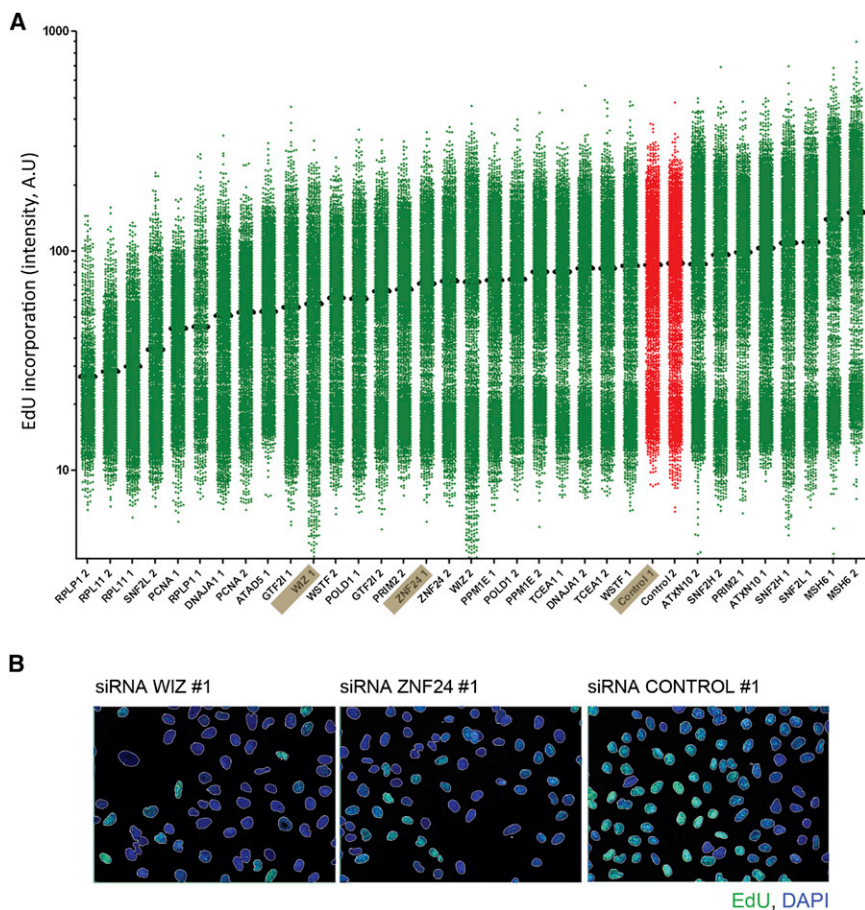 A
EdU incorporation (intensity, A.U)
1000
100
10
RPLP1 2
RPL11 2
RPL11 1
SNF2L 2
PCNA 1
RPLP1 1
DNAJA1 1
PCNA 2
ATAD5 1
GTF2I 1
WIZ 1
WSTF 2
POLD1 1
GTF2I 2
PRIM2 2
ZNF24 1
ZNF24 2
WIZ 2
PPM1E 1
POLD1 2
PPM1E 2
TCEA1 1
DNAJA1 2
TCEA1 2
WSTF 1
Control 1
Control 2
ATXN10 2
SNF2H 2
PRIM2 1
ATXN10 1
SNF2H 1
SNF2L 1
MSH6 1
MSH6 2
B
siRNA WIZ #1
siRNA ZNF24 #1
siRNA CONTROL #1
EdU, DAPI